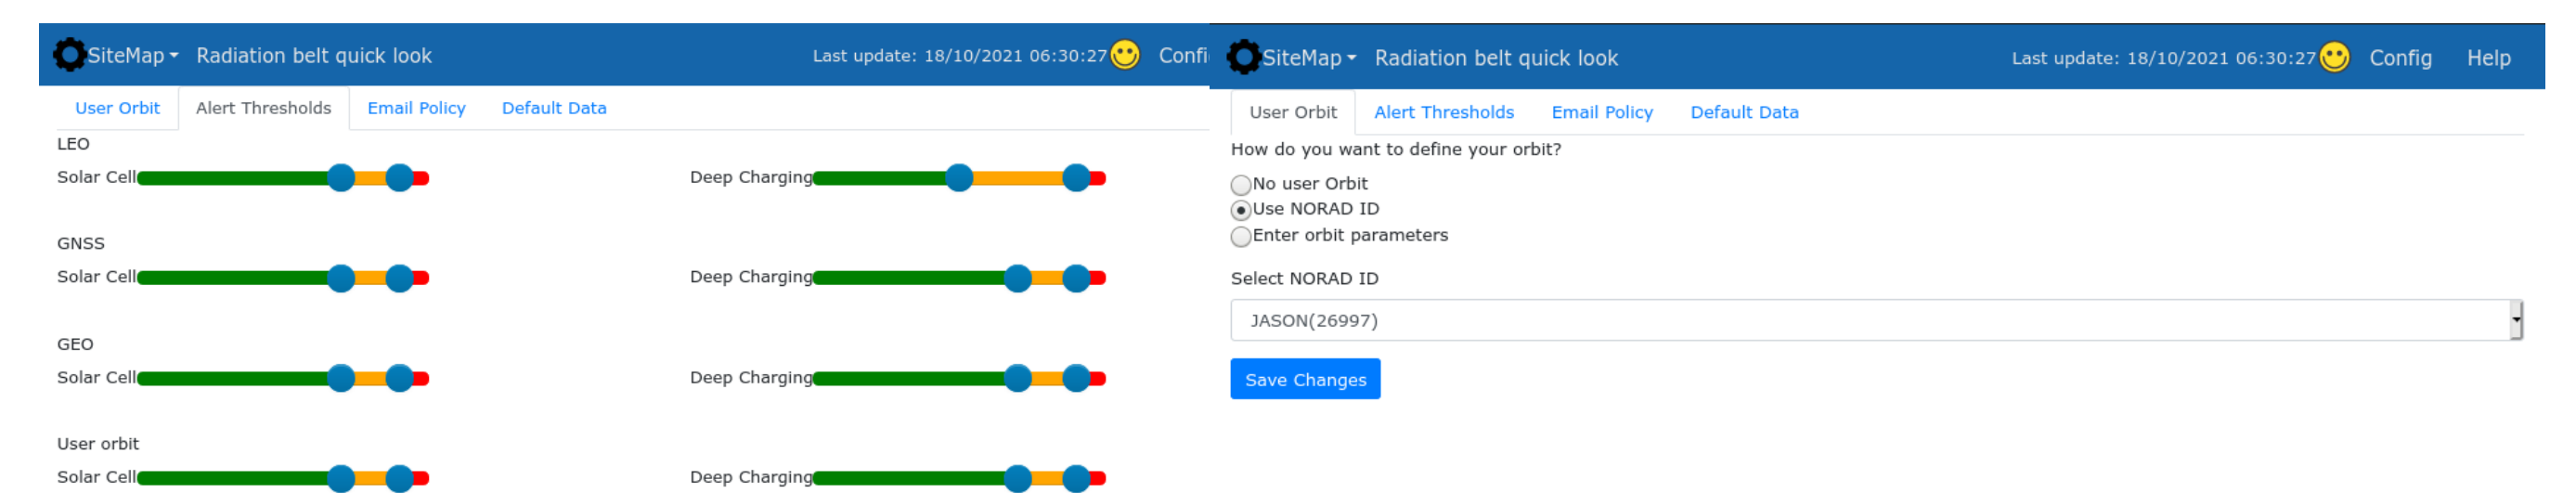 SiteMap Radiation belt quick look Last update: 18/10/2021 06:30:27 Confi
User Orbit Alert Thresholds Email Policy Default Data
LEO
Solar Cell Deep Charging
GNSS
Solar Cell Deep Charging
GEO
Solar Cell Deep Charging
User orbit
Solar Cell Deep Charging
SiteMap Radiation belt quick look Last update: 18/10/2021 06:30:27 Config Help
User Orbit Alert Thresholds Email Policy Default Data
How do you want to define your orbit?
No user Orbit
Use NORAD ID
Enter orbit parameters
Select NORAD ID
JASON(26997)
Save Changes